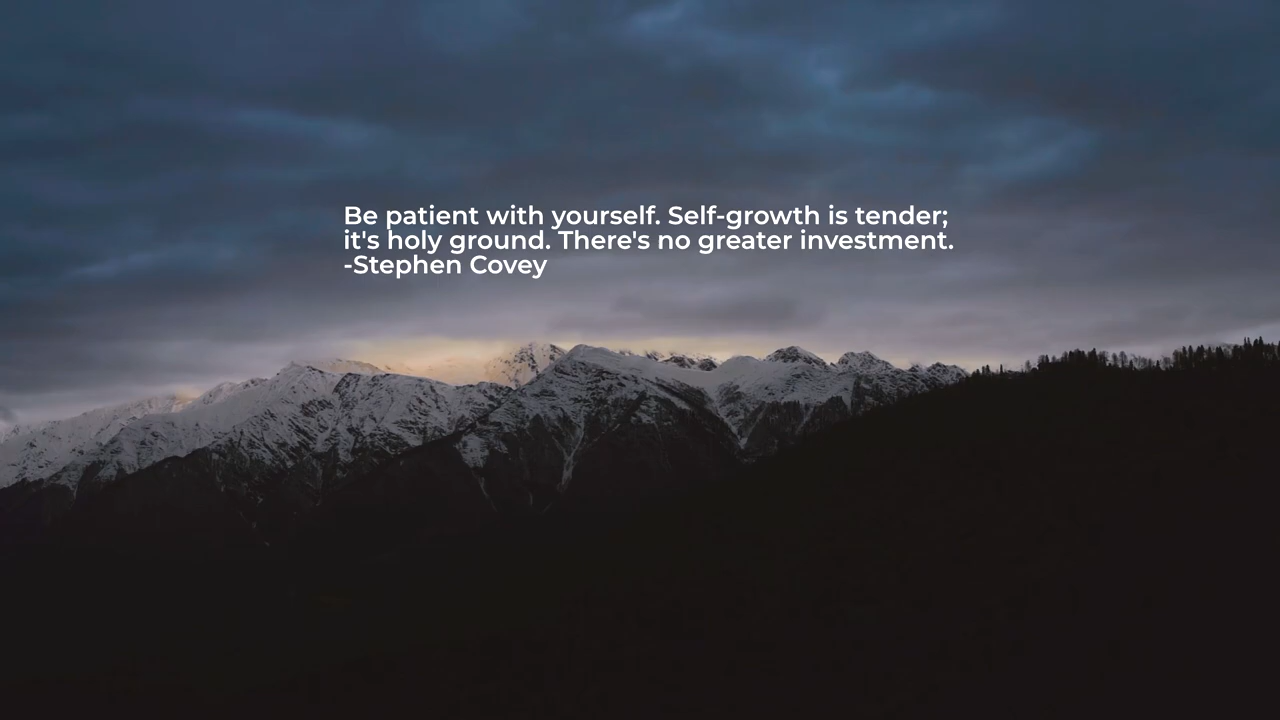 Be patient with yourself. Self-growth is tender;
it's holy ground. There's no greater investment.
-Stephen Covey